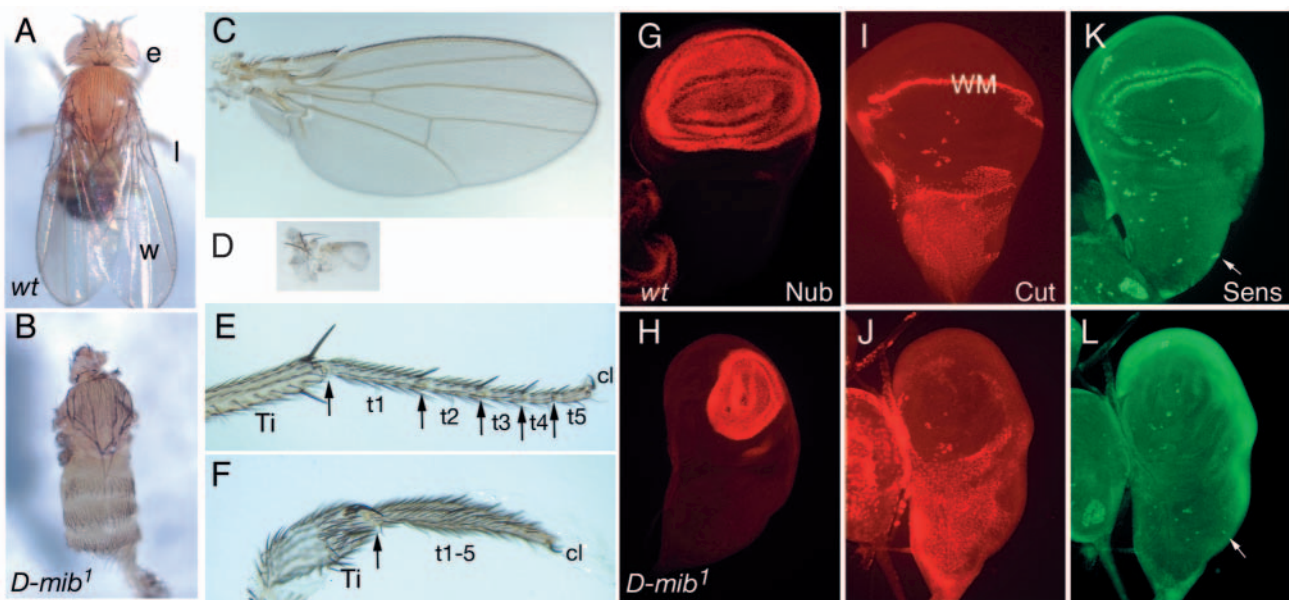 A
e
l
w
wt
B
D-mib¹
C
D
E
Ti
t1
t2
t3
t4
t5
cl
F
Ti
t1-5
cl
G
wt
Nub
H
D-mib¹
I
WM
Cut
J
K
Sens
L